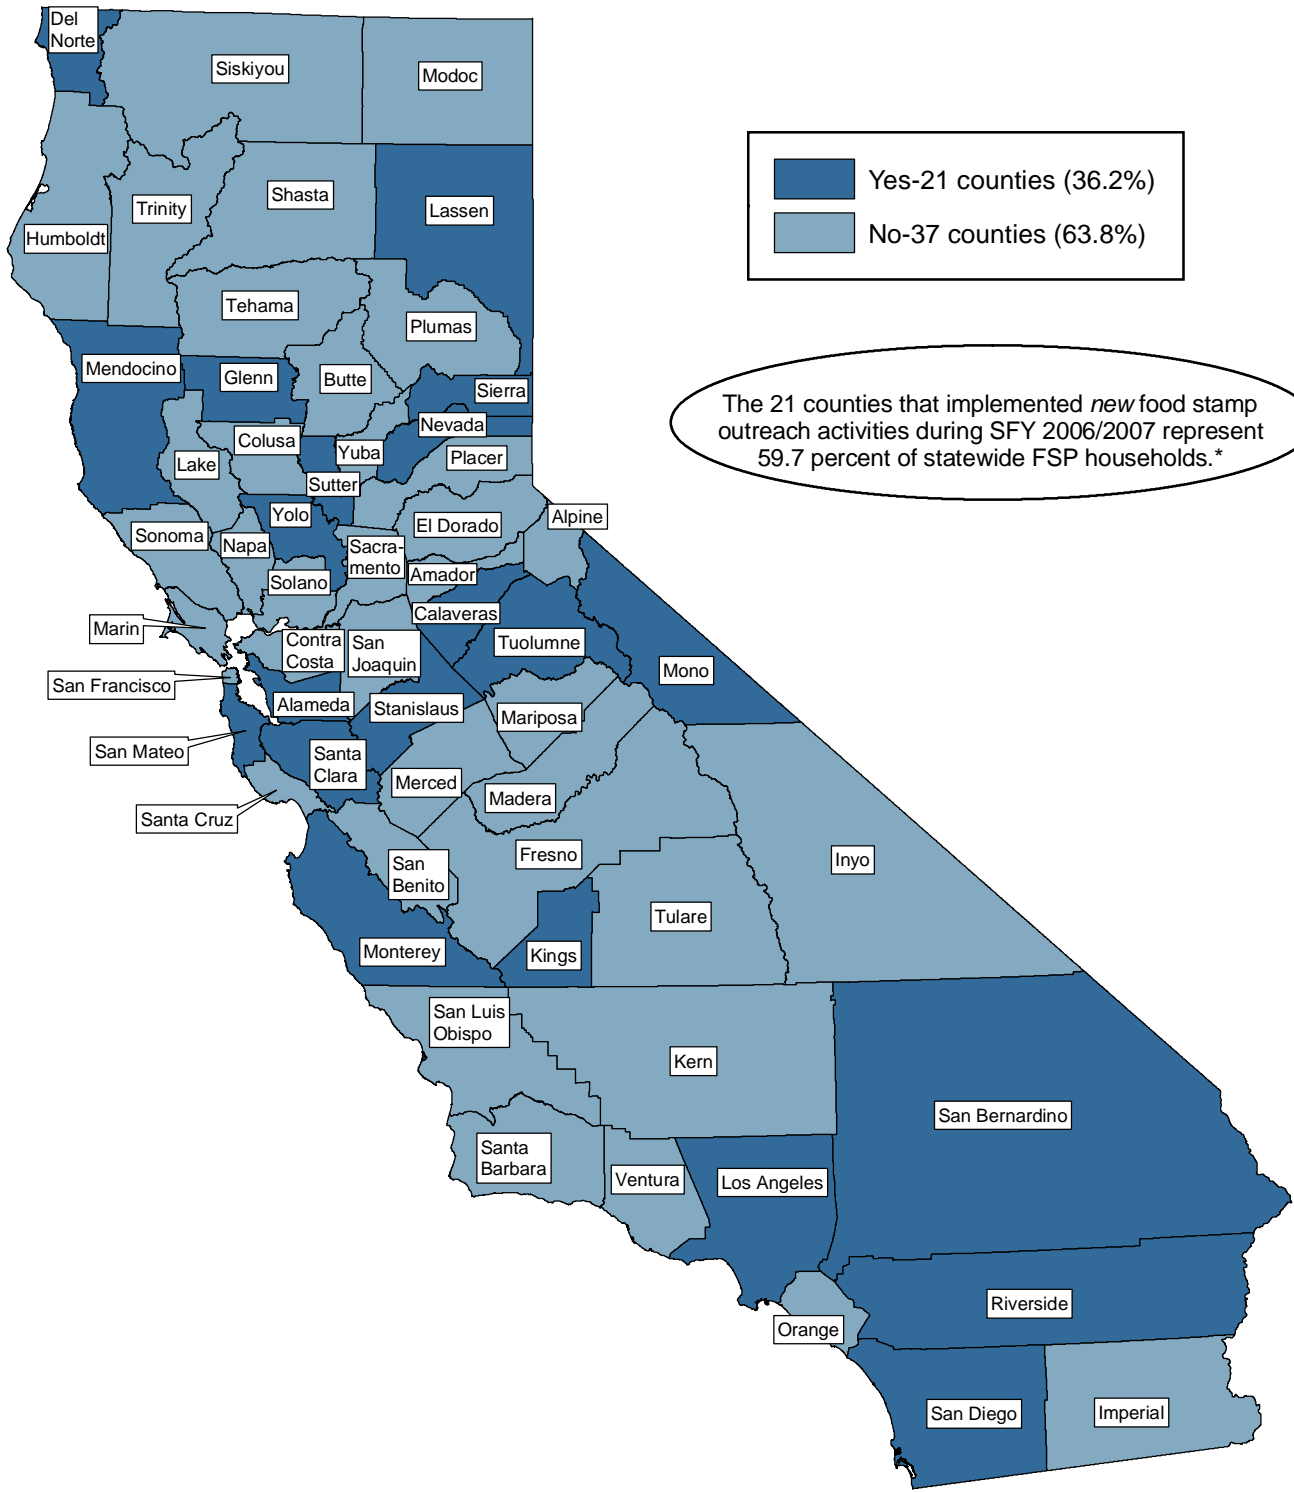 Del
Norte
Siskiyou
Modoc
Yes-21 counties (36.2%)
No-37 counties (63.8%)
Shasta
Trinity
Lassen
Humboldt
Tehama
Plumas
Mendocino
Glenn
Butte
Sierra
The 21 counties that implemented new food stamp
outreach activities during SFY 2006/2007 represent
59.7 percent of statewide FSP households.*
Nevada
Colusa
Yuba
Placer
Lake
Sutter
Yolo
El Dorado
Alpine
Sonoma
Napa
Sacra-
mento
Solano
Amador
Calaveras
Marin
Contra
Costa
San
Joaquin
Tuolumne
Mono
San Francisco
Alameda
Stanislaus
Mariposa
San Mateo
Santa
Clara
Merced
Madera
Santa Cruz
Fresno
Inyo
San
Benito
Tulare
Monterey
Kings
San Luis
Obispo
Kern
San Bernardino
Santa
Barbara
Ventura
Los Angeles
Riverside
Orange
San Diego
Imperial